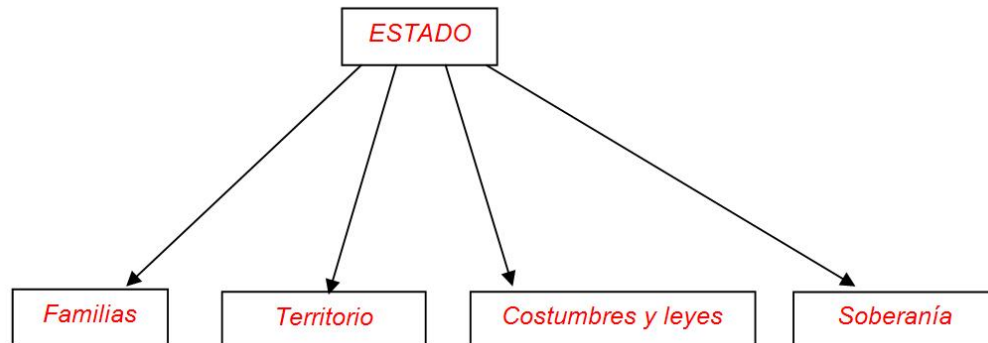 ESTADO
Familias
Territorio
Costumbres y leyes
Soberanía